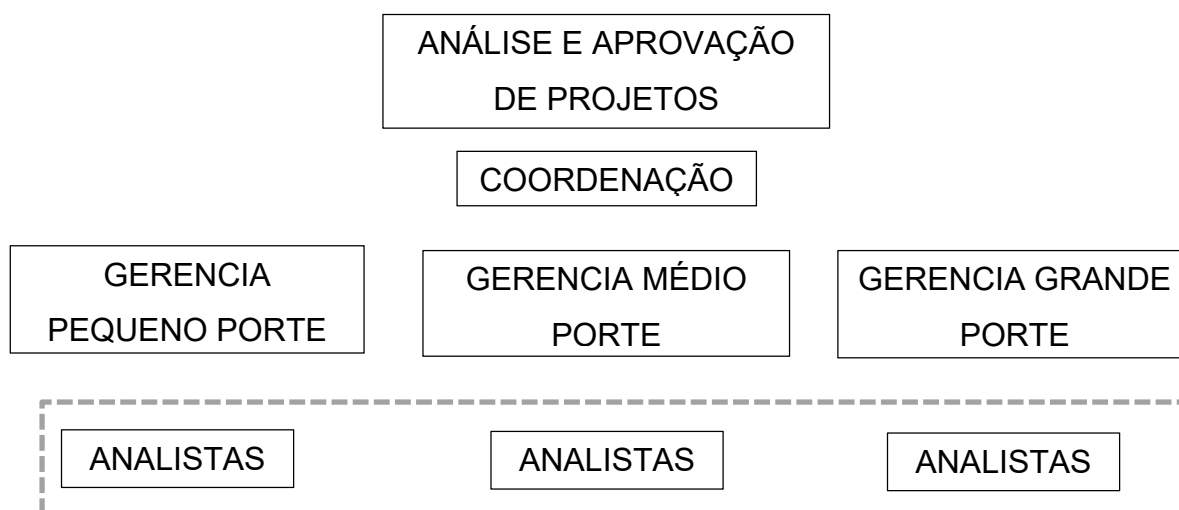 ANÁLISE E APROVAÇÃO
DE PROJETOS
COORDENAÇÃO
GERENCIA
PEQUENO PORTE
GERENCIA MÉDIO
PORTE
GERENCIA GRANDE
PORTE
ANALISTAS
ANALISTAS
ANALISTAS